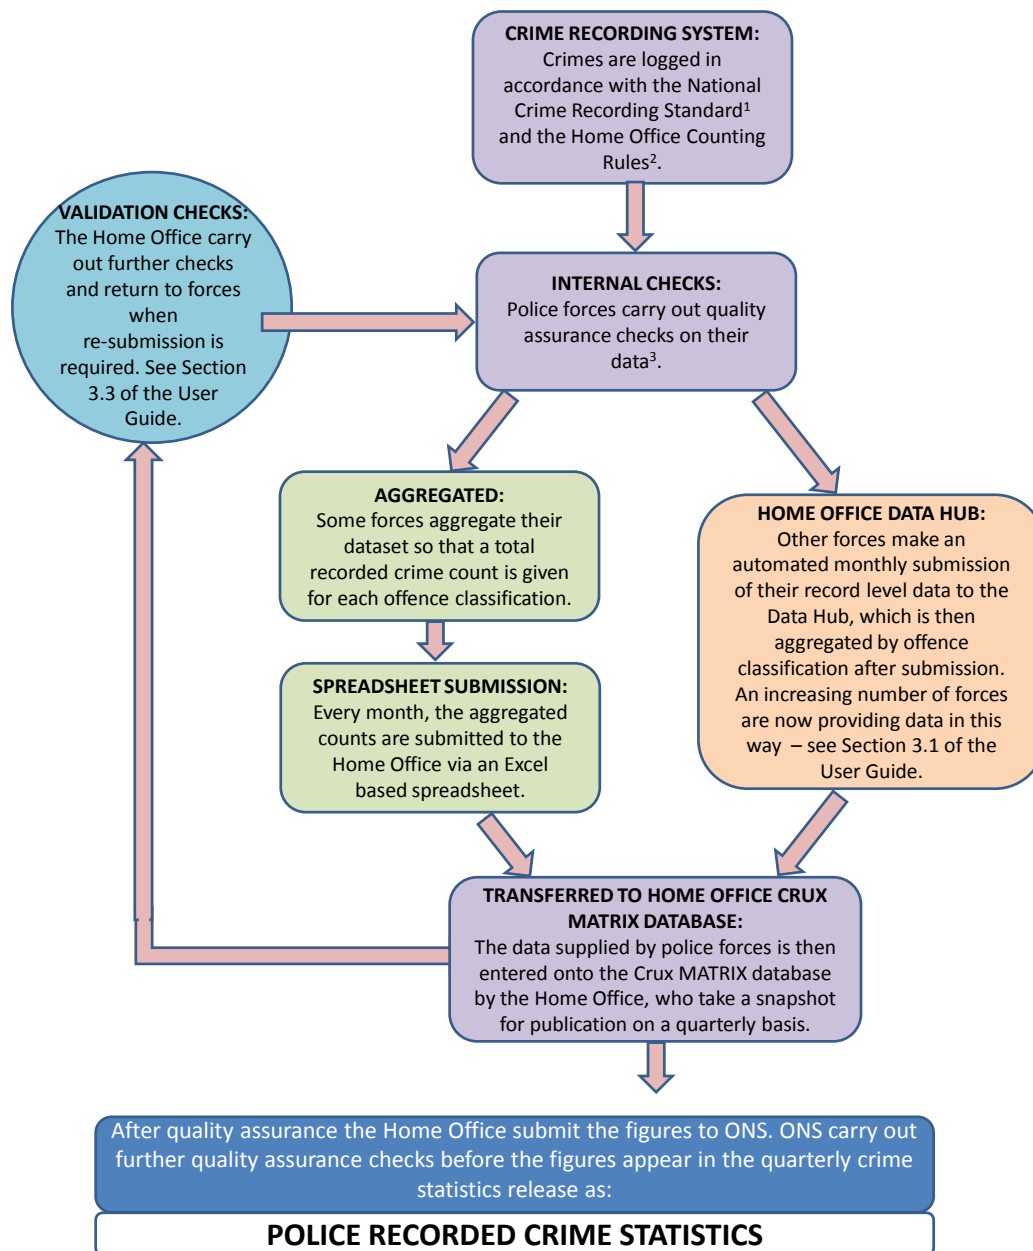 CRIME RECORDING SYSTEM:
Crimes are logged in
accordance with the National
Crime Recording Standard¹
and the Home Office Counting
Rules².
VALIDATION CHECKS:
The Home Office carry
out further checks
and return to forces
when
re-submission is
required. See Section
3.3 of the User
Guide.
INTERNAL CHECKS:
Police forces carry out quality
assurance checks on their
data³.
AGGREGATED:
Some forces aggregate their
dataset so that a total
recorded crime count is given
for each offence classification.
HOME OFFICE DATA HUB:
Other forces make an
automated monthly submission
of their record level data to the
Data Hub, which is then
aggregated by offence
classification after submission.
An increasing number of forces
are now providing data in this
way – see Section 3.1 of the
User Guide.
SPREADSHEET SUBMISSION:
Every month, the aggregated
counts are submitted to the
Home Office via an Excel
based spreadsheet.
TRANSFERRED TO HOME OFFICE CRUX
MATRIX DATABASE:
The data supplied by police forces is then
entered onto the Crux MATRIX database
by the Home Office, who take a snapshot
for publication on a quarterly basis.
After quality assurance the Home Office submit the figures to ONS. ONS carry out
further quality assurance checks before the figures appear in the quarterly crime
statistics release as:
POLICE RECORDED CRIME STATISTICS